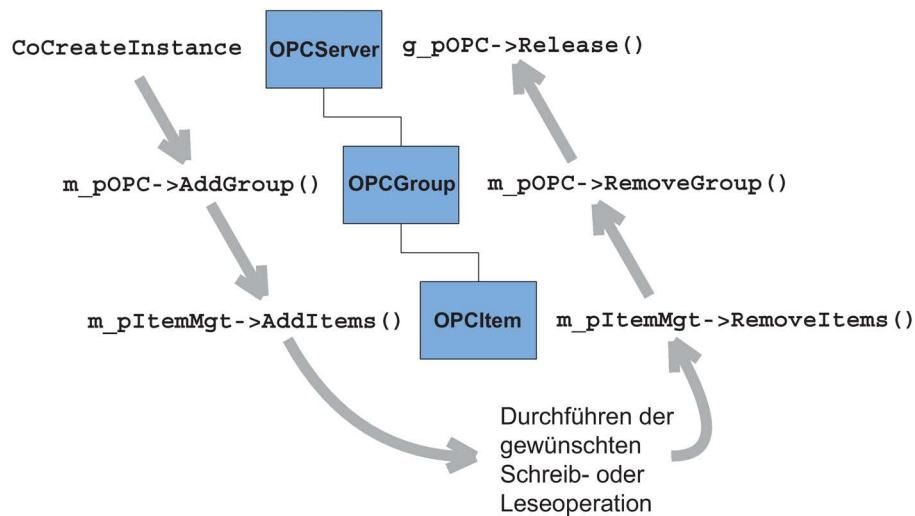 CoCreateInstance
OPCServer
g_pOPC->Release()
m_pOPC->AddGroup()
OPCGroup
m_pOPC->RemoveGroup()
m_pItemMgt->AddItems()
OPCItem
m_pItemMgt->RemoveItems()
Durchführen der
gewünschten
Schreib- oder
Leseoperation